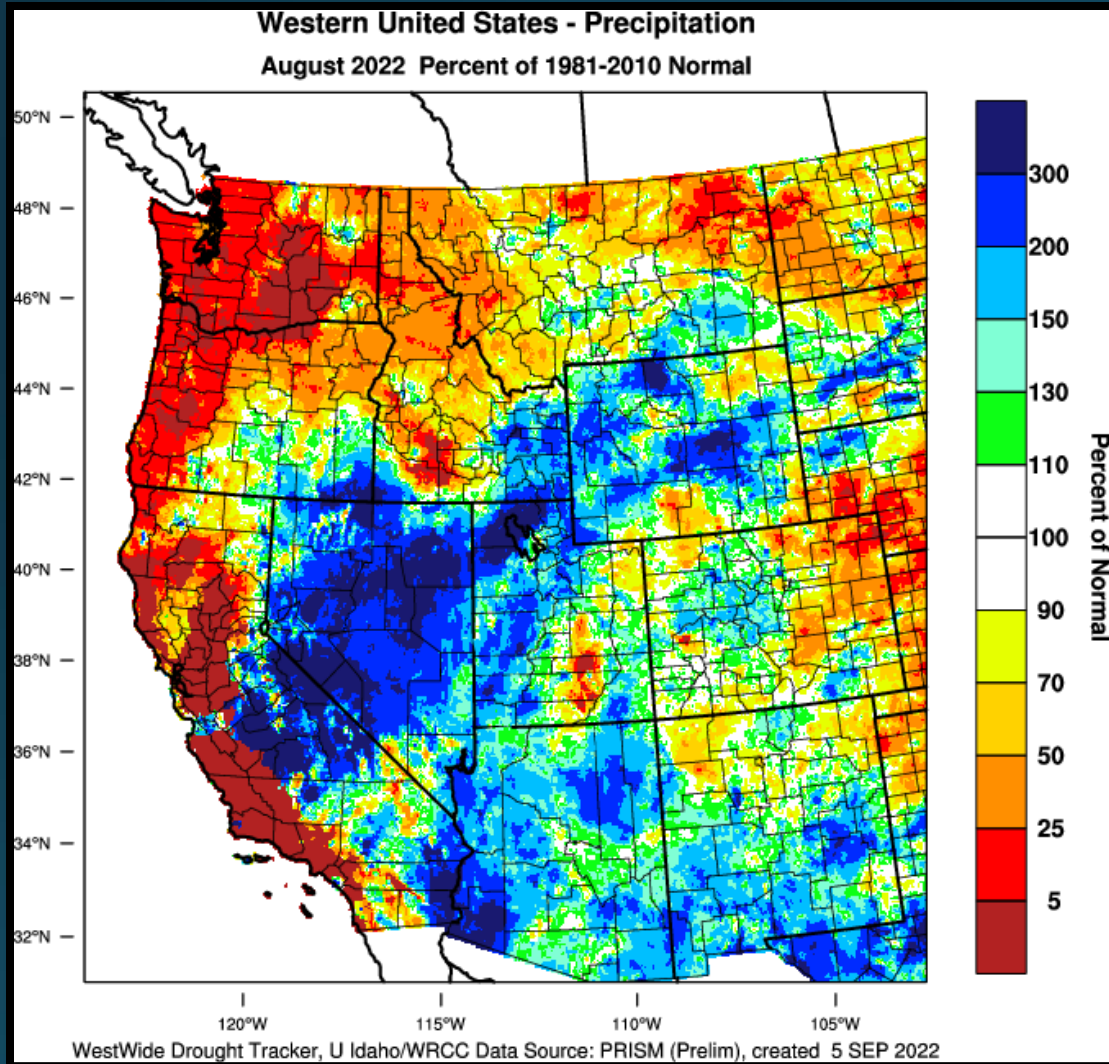 Western United States - Precipitation
August 2022 Percent of 1981-2010 Normal
50°N
48°N
46°N
44°N
42°N
40°N
38°N
36°N
34°N
32°N
120°W 115°W 110°W 105°W
300
200
150
130
110
100
90
70
50
25
5
Percent of Normal
WestWide Drought Tracker, U Idaho/WRCC Data Source: PRISM (Prelim), created 5 SEP 2022